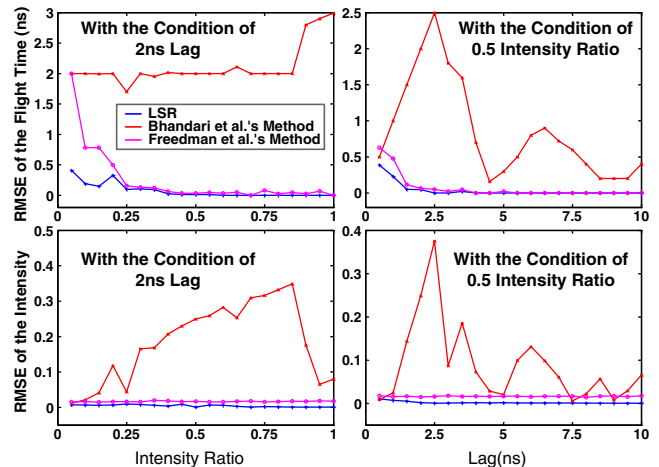 RMSE of the Flight Time (ns)
3
2.5
2
1.5
1
0.5
0
With the Condition of
2ns Lag
LSR
Bhandari et al.'s Method
Freedman et al.'s Method
0
0.25
0.5
0.75
1
2.5
2
1.5
1
0.5
0
With the Condition of
0.5 Intensity Ratio
0
2.5
5
7.5
10
RMSE of the Intensity
0.5
0.4
0.3
0.2
0.1
0
With the Condition of
2ns Lag
0
0.25
0.5
0.75
1
Intensity Ratio
0.4
0.3
0.2
0.1
0
With the Condition of
0.5 Intensity Ratio
0
2.5
5
7.5
10
Lag(ns)